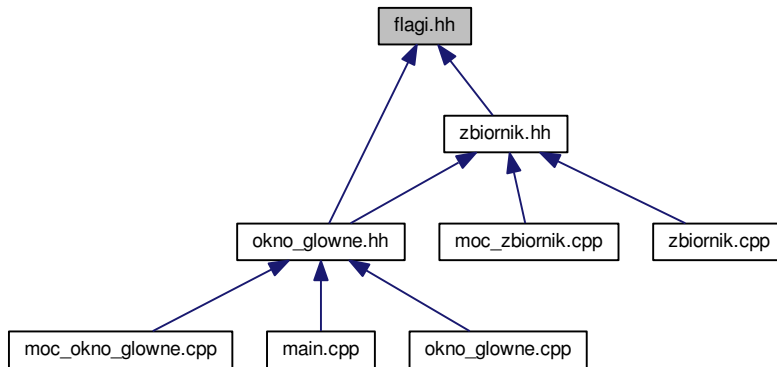 flagi.hh
zbiornik.hh
okno_glowne.hh
moc_zbiornik.cpp
zbiornik.cpp
moc_okno_glowne.cpp
main.cpp
okno_glowne.cpp